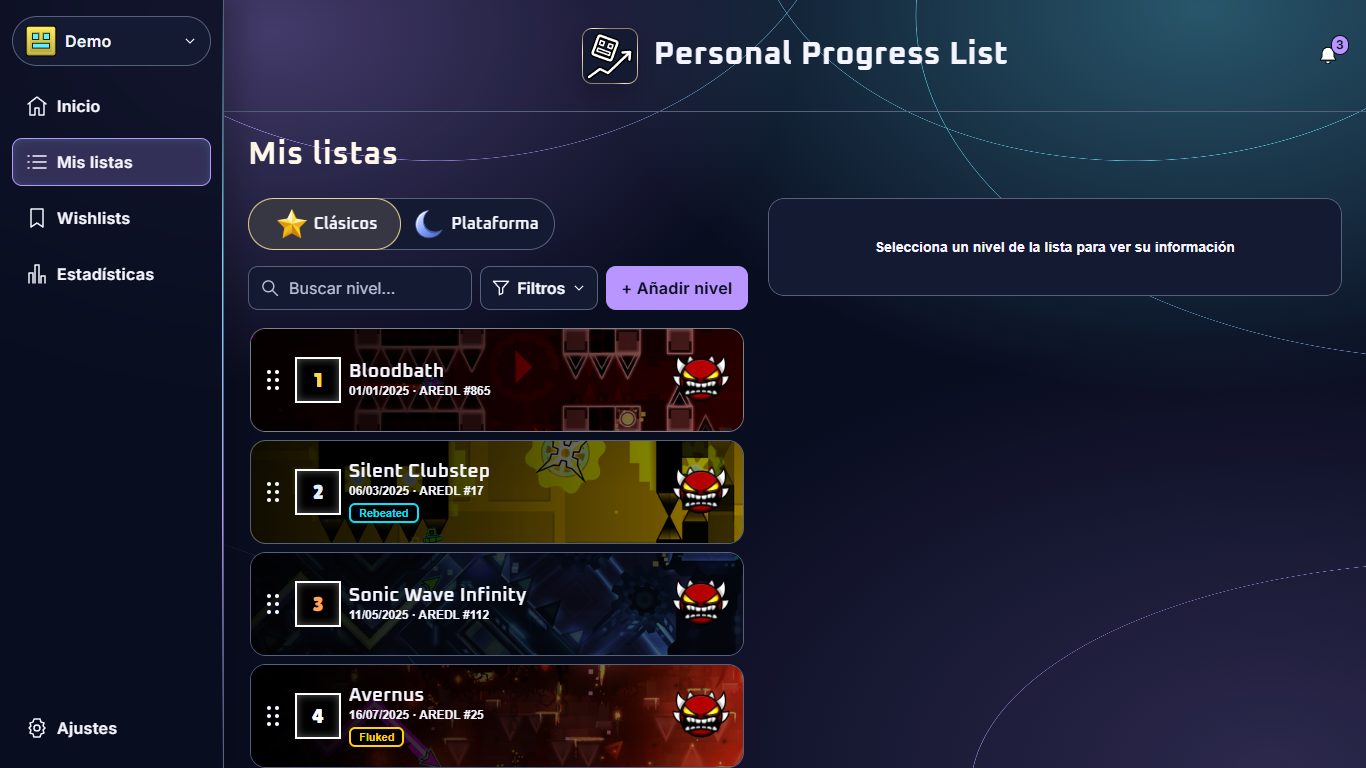 Demo
Inicio
Mis listas
Wishlists
Estadísticas
Ajustes
Personal Progress List
3
Mis listas
Clásicos
Plataforma
Buscar nivel...
Filtros
+ Añadir nivel
1
Bloodbath
01/01/2025 · AREDL #865
2
Silent Clubstep
06/03/2025 · AREDL #17
Rebeated
3
Sonic Wave Infinity
11/05/2025 · AREDL #112
4
Avernus
16/07/2025 · AREDL #25
Fluked
Selecciona un nivel de la lista para ver su información